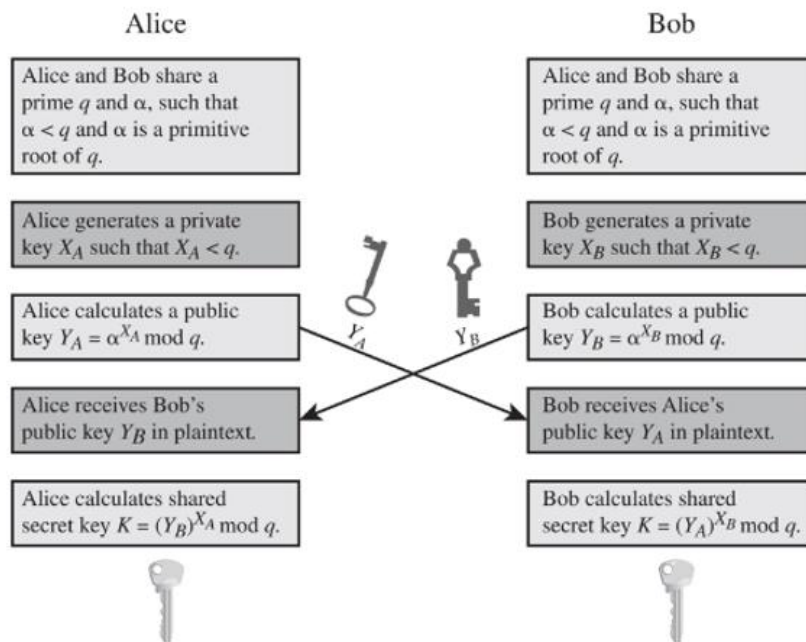 Alice
Bob
Alice and Bob share a
prime q and α, such that
α < q and α is a primitive
root of q.
Alice and Bob share a
prime q and α, such that
α < q and α is a primitive
root of q.
Alice generates a private
key X_A such that X_A < q.
Bob generates a private
key X_B such that X_B < q.
Alice calculates a public
key Y_A = α^{X_A} mod q.
Y_A
Y_B
Bob calculates a public
key Y_B = α^{X_B} mod q.
Alice receives Bob's
public key Y_B in plaintext.
Bob receives Alice's
public key Y_A in plaintext.
Alice calculates shared
secret key K = (Y_B)^{X_A} mod q.
Bob calculates shared
secret key K = (Y_A)^{X_B} mod q.